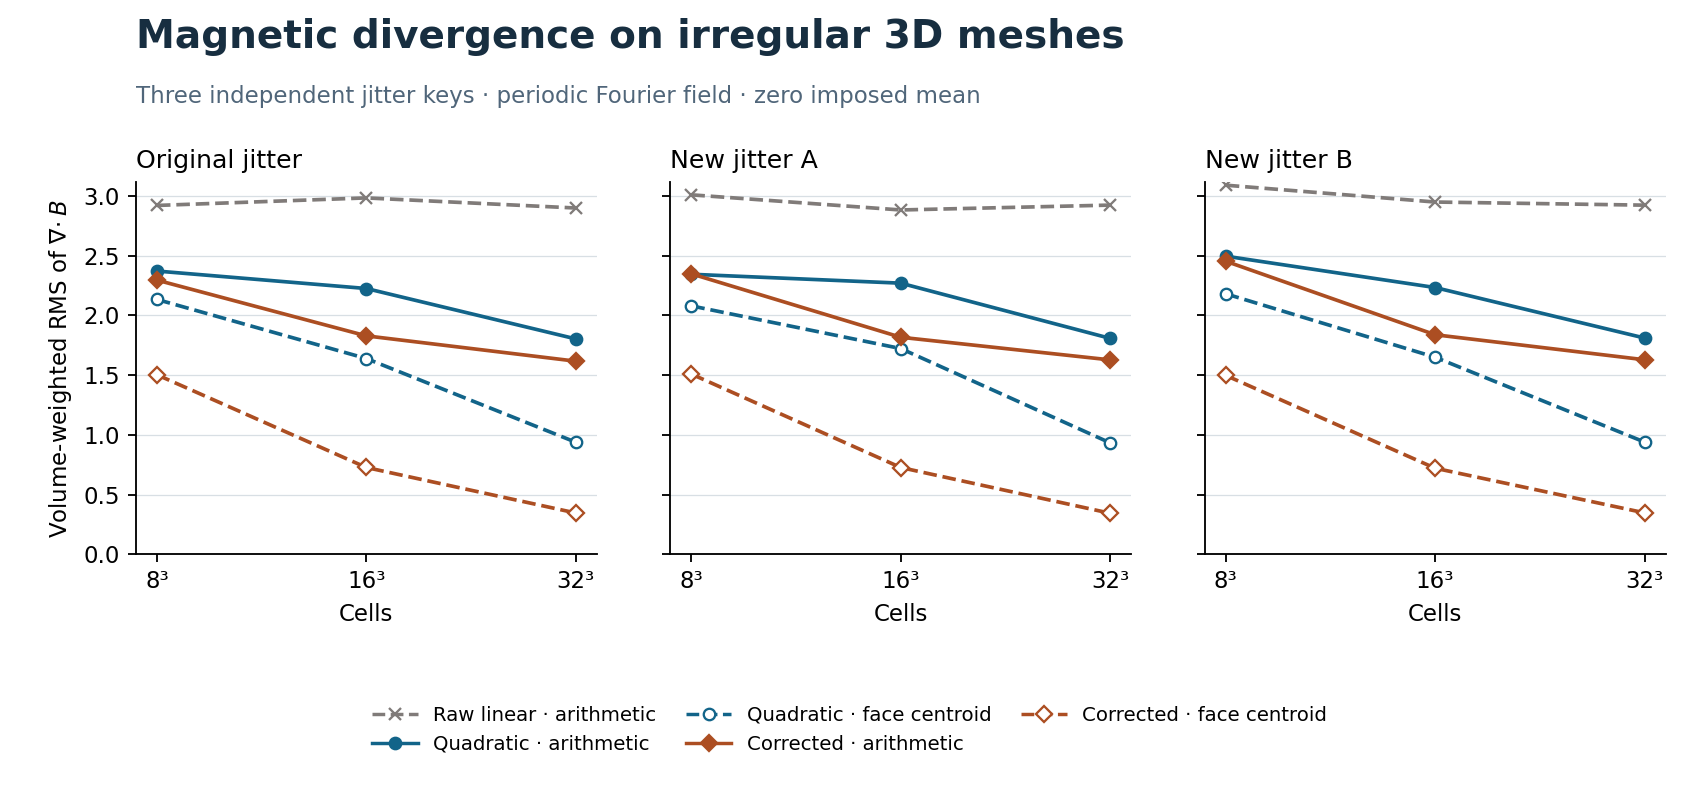 Magnetic divergence on irregular 3D meshes
Three independent jitter keys · periodic Fourier field · zero imposed mean
Original jitter
New jitter A
New jitter B
Volume-weighted RMS of ∇· B
3.0
2.5
2.0
1.5
1.0
0.5
0.0
8³ 16³ 32³
8³ 16³ 32³
8³ 16³ 32³
Cells
Cells
Cells
Raw linear · arithmetic
Quadratic · face centroid
Corrected · face centroid
Quadratic · arithmetic
Corrected · arithmetic